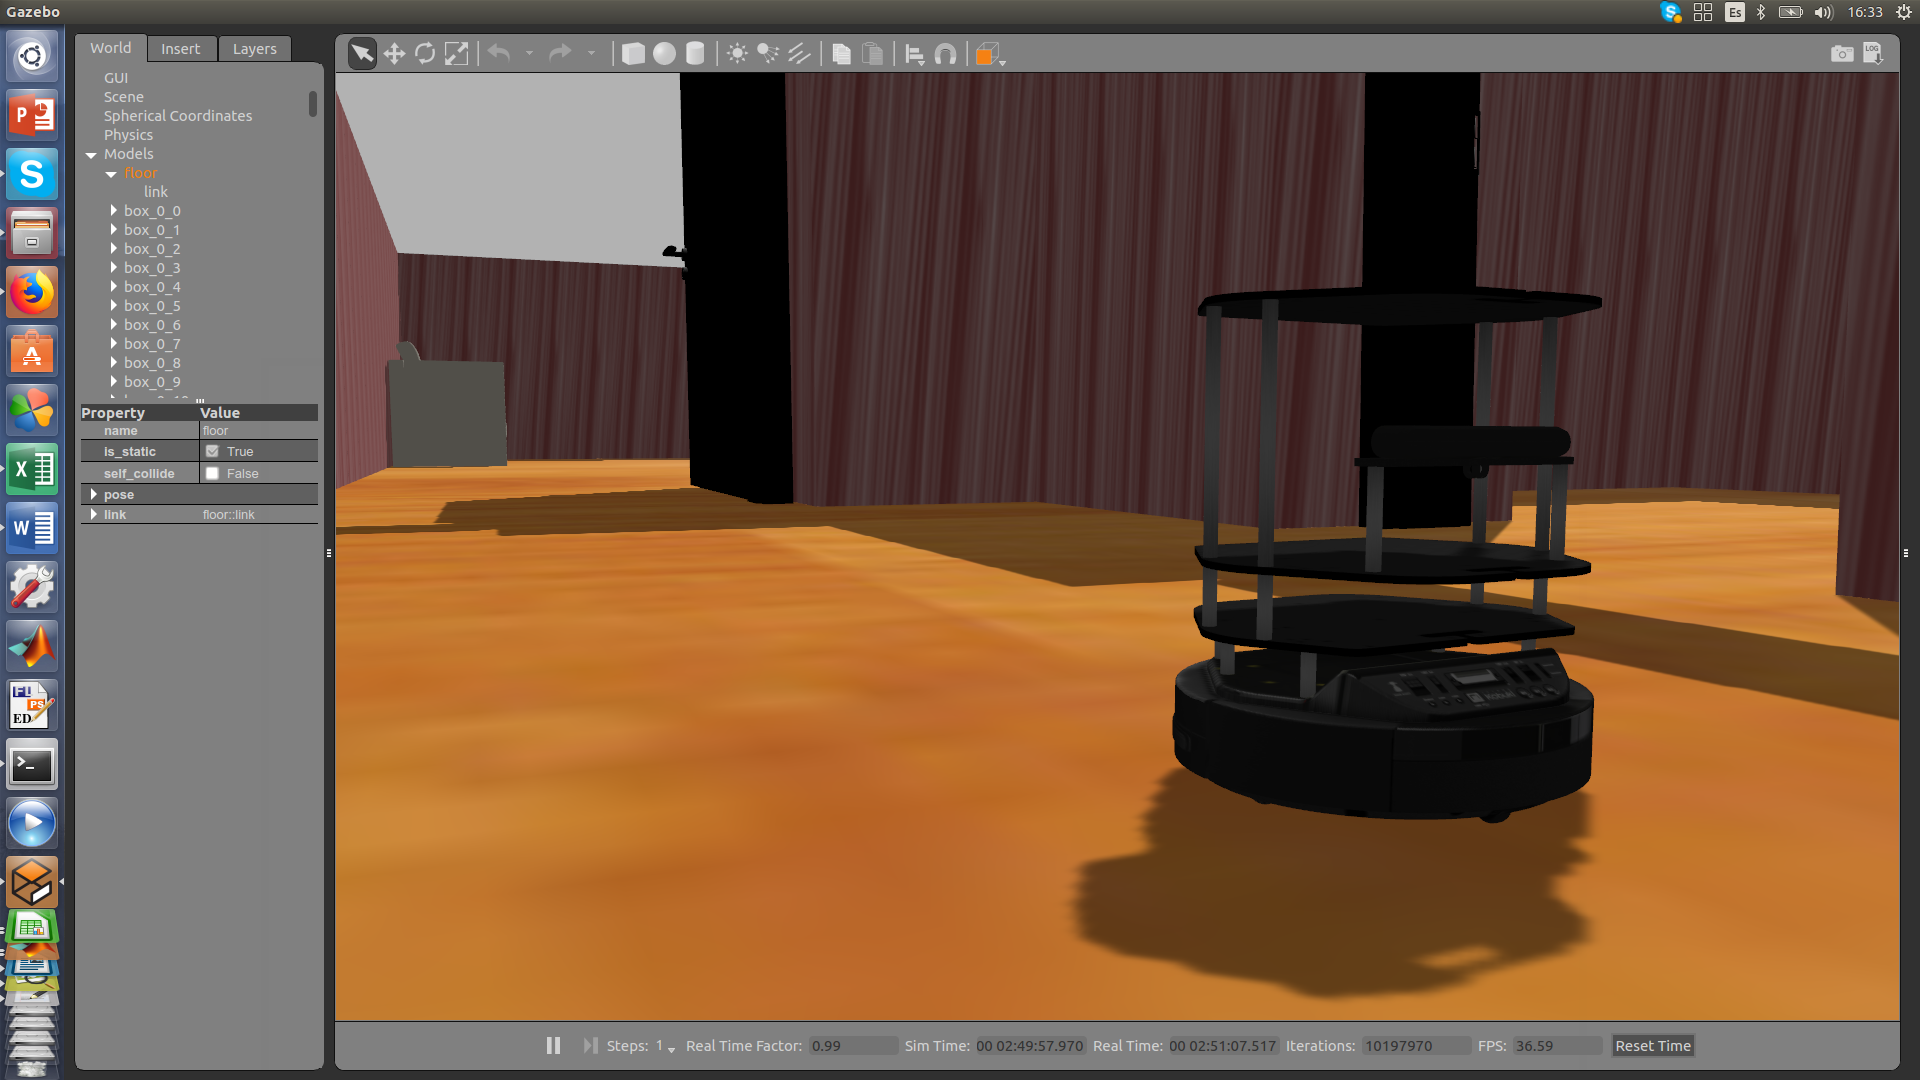 Gazebo
Es
16:33
World Insert Layers
LOG
GUI
Scene
Spherical Coordinates
Physics
Models
floor
link
box_0_0
box_0_1
box_0_2
box_0_3
box_0_4
box_0_5
box_0_6
box_0_7
box_0_8
box_0_9
Property Value
name floor
is_static True
self_collide False
pose
link floor::link
Steps: 1 Real Time Factor: 0.99 Sim Time: 00 02:49:57.970 Real Time: 00 02:51:07.517 Iterations: 10197970 FPS: 36.59 Reset Time